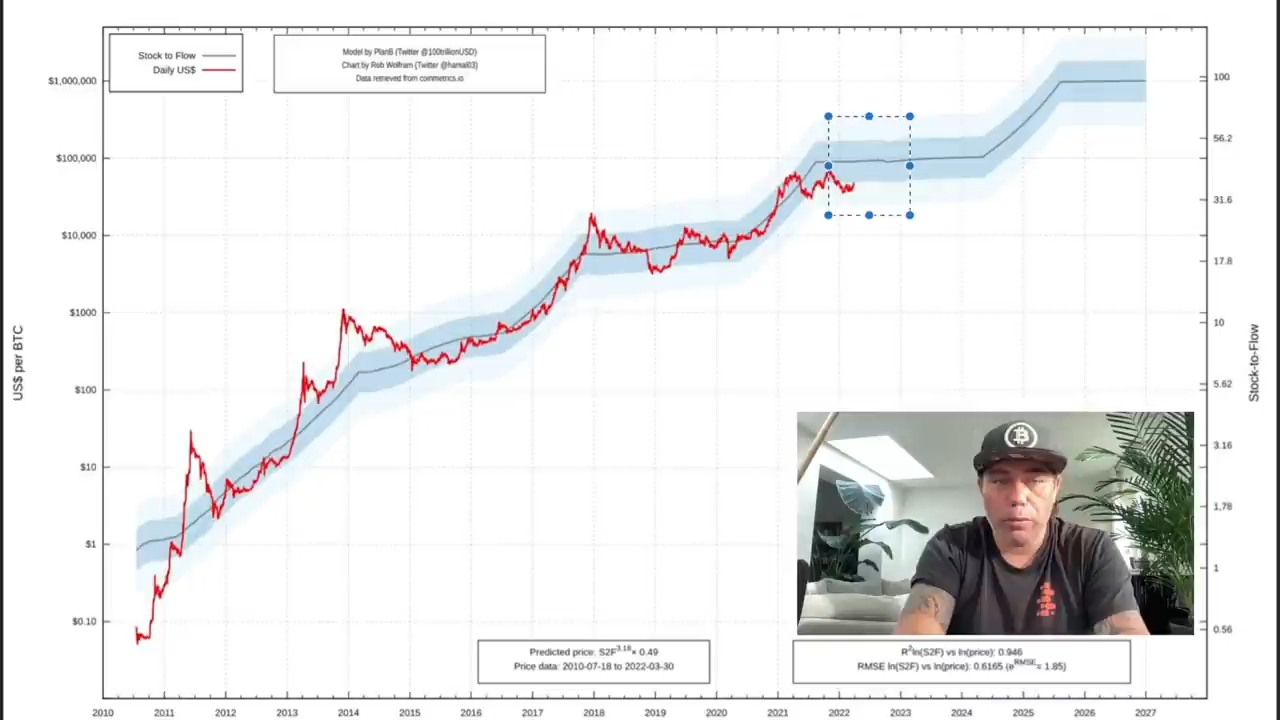 Stock to Flow
Daily US$
Model by PlanB (Twitter @100trillionUSD)
Chart by Rob Wolfram (Twitter @hamal03)
Data retrieved from coinmetrics.io
$1,000,000
$100,000
$10,000
$1000
$100
$10
$1
$0.10
US$ per BTC
100
56.2
31.6
17.8
10
5.62
3.16
1.78
1
0.56
Stock-to-Flow
Predicted price: S2F^3.18 × 0.49
Price data: 2010-07-18 to 2022-03-30
R² ln(S2F) vs ln(price): 0.946
RMSE ln(S2F) vs ln(price): 0.6165 (e^RMSE = 1.85)
2010 2011 2012 2013 2014 2015 2016 2017 2018 2019 2020 2021 2022 2023 2024 2025 2026 2027